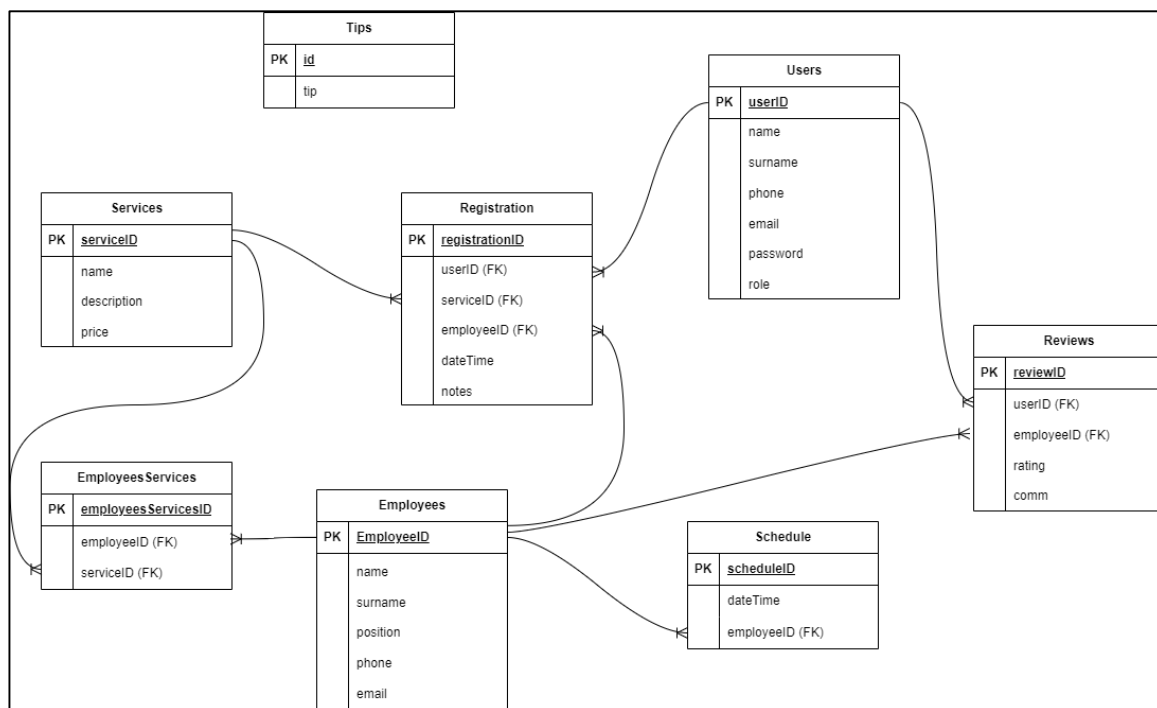 Tips
PK id
tip
Users
PK userID
name
surname
phone
email
password
role
Services
PK serviceID
name
description
price
Registration
PK registrationID
userID (FK)
serviceID (FK)
employeeID (FK)
dateTime
notes
Reviews
PK reviewID
userID (FK)
employeeID (FK)
rating
comm
EmployeesServices
PK employeesServicesID
employeeID (FK)
serviceID (FK)
Employees
PK EmployeeID
name
surname
position
phone
email
Schedule
PK scheduleID
dateTime
employeeID (FK)